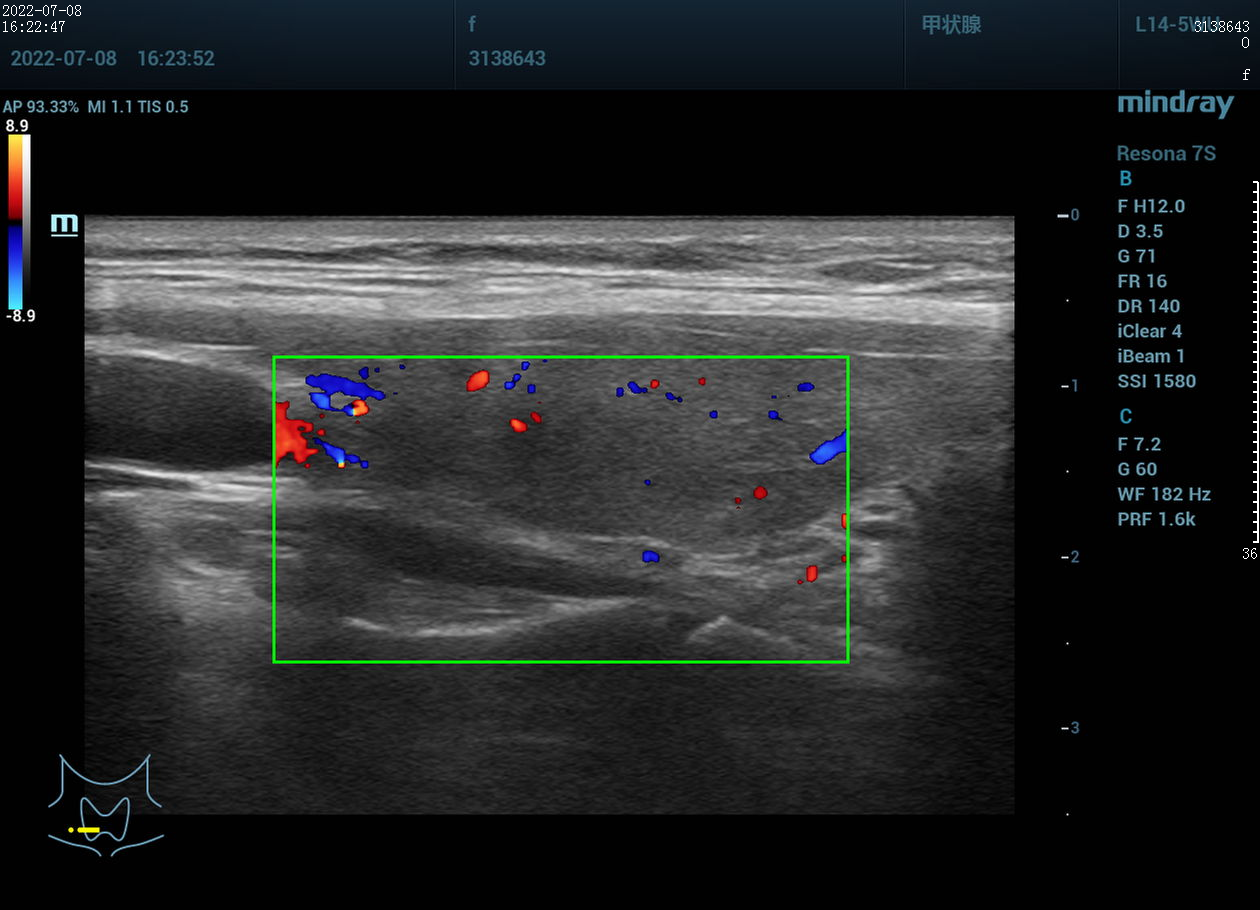 2022-07-08
16:22:47
2022-07-08 16:23:52
f
3138643
甲状腺
L14-5WU
3138643
0
f
AP 93.33% MI 1.1 TIS 0.5
8.9
-8.9
m
mindray
Resona 7S
B
F H12.0
D 3.5
G 71
FR 16
DR 140
iClear 4
iBeam 1
SSI 1580
C
F 7.2
G 60
WF 182 Hz
PRF 1.6k
0
1
2
3
36